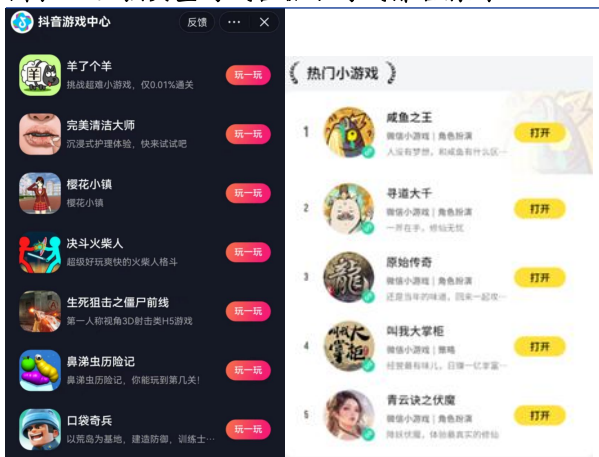 抖音游戏中心
反馈
羊了个羊
挑战超难小游戏，仅0.01%通关
玩一玩
完美清洁大师
沉浸式护理体验，快来试试吧
玩一玩
樱花小镇
樱花小镇
玩一玩
决斗火柴人
超级好玩爽快的火柴人格斗
玩一玩
生死狙击之僵尸前线
第一人称视角3D射击类H5游戏
玩一玩
鼻涕虫历险记
鼻涕虫历险记，你能玩到第几关!
玩一玩
口袋奇兵
以荒岛为基地，建造防御，训练士…
玩一玩
热门小游戏
1
咸鱼之王
微信小游戏 | 角色扮演
人没有梦想，和咸鱼有什么区…
打开
2
寻道大千
微信小游戏 | 角色扮演
一斧在手，修仙无忧
打开
3
原始传奇
微信小游戏 | 角色扮演
还是当年的味道，回来一起攻…
打开
4
叫我大掌柜
叫我大掌柜
微信小游戏 | 策略
经营最有味儿，日赚一亿享富…
打开
5
青云诀之伏魔
微信小游戏 | 角色扮演
降妖伏魔，体验最真实的修仙
打开